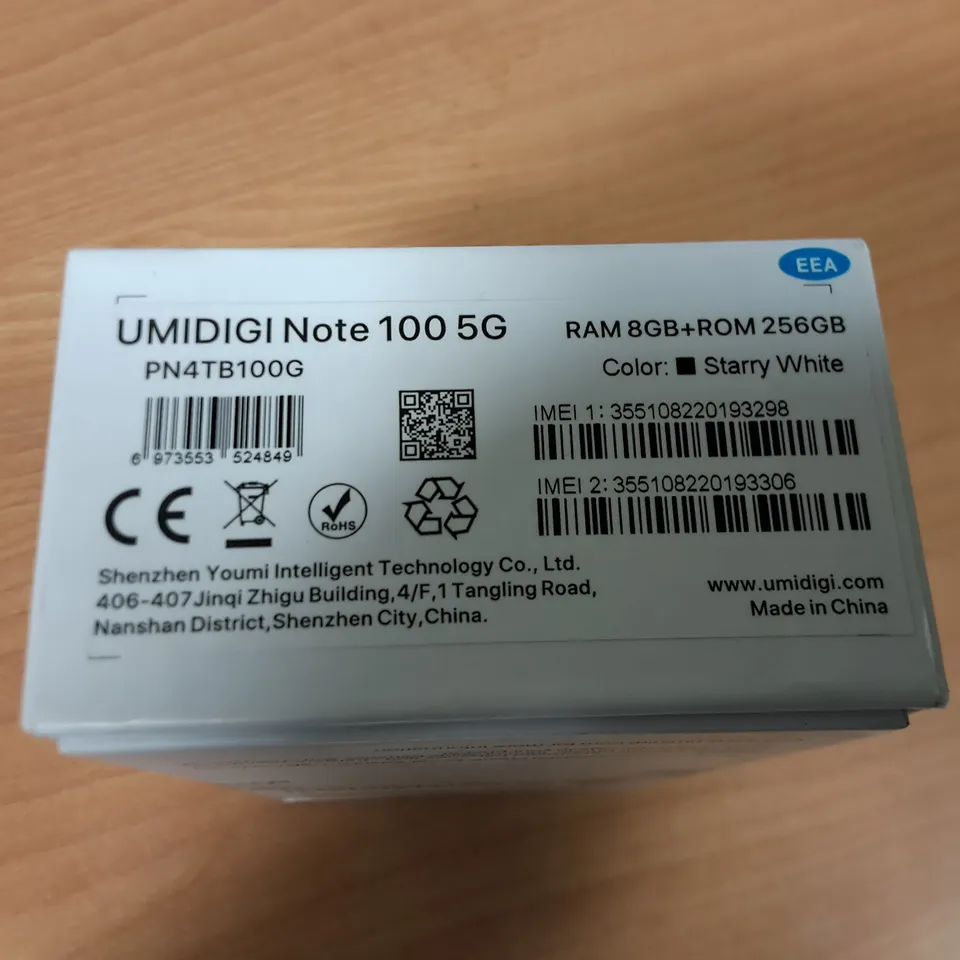 EEA
UMIDIGI Note 100 5G
PN4TB100G
RAM 8GB+ROM 256GB
Color: Starry White
6 973553 524849
IMEI 1: 355108220193298
IMEI 2: 355108220193306
CE
RoHS
Shenzhen Youmi Intelligent Technology Co., Ltd.
406-407 Jinqi Zhigu Building,4/F,1 Tangling Road,
Nanshan District,Shenzhen City,China.
www.umidigi.com
Made in China